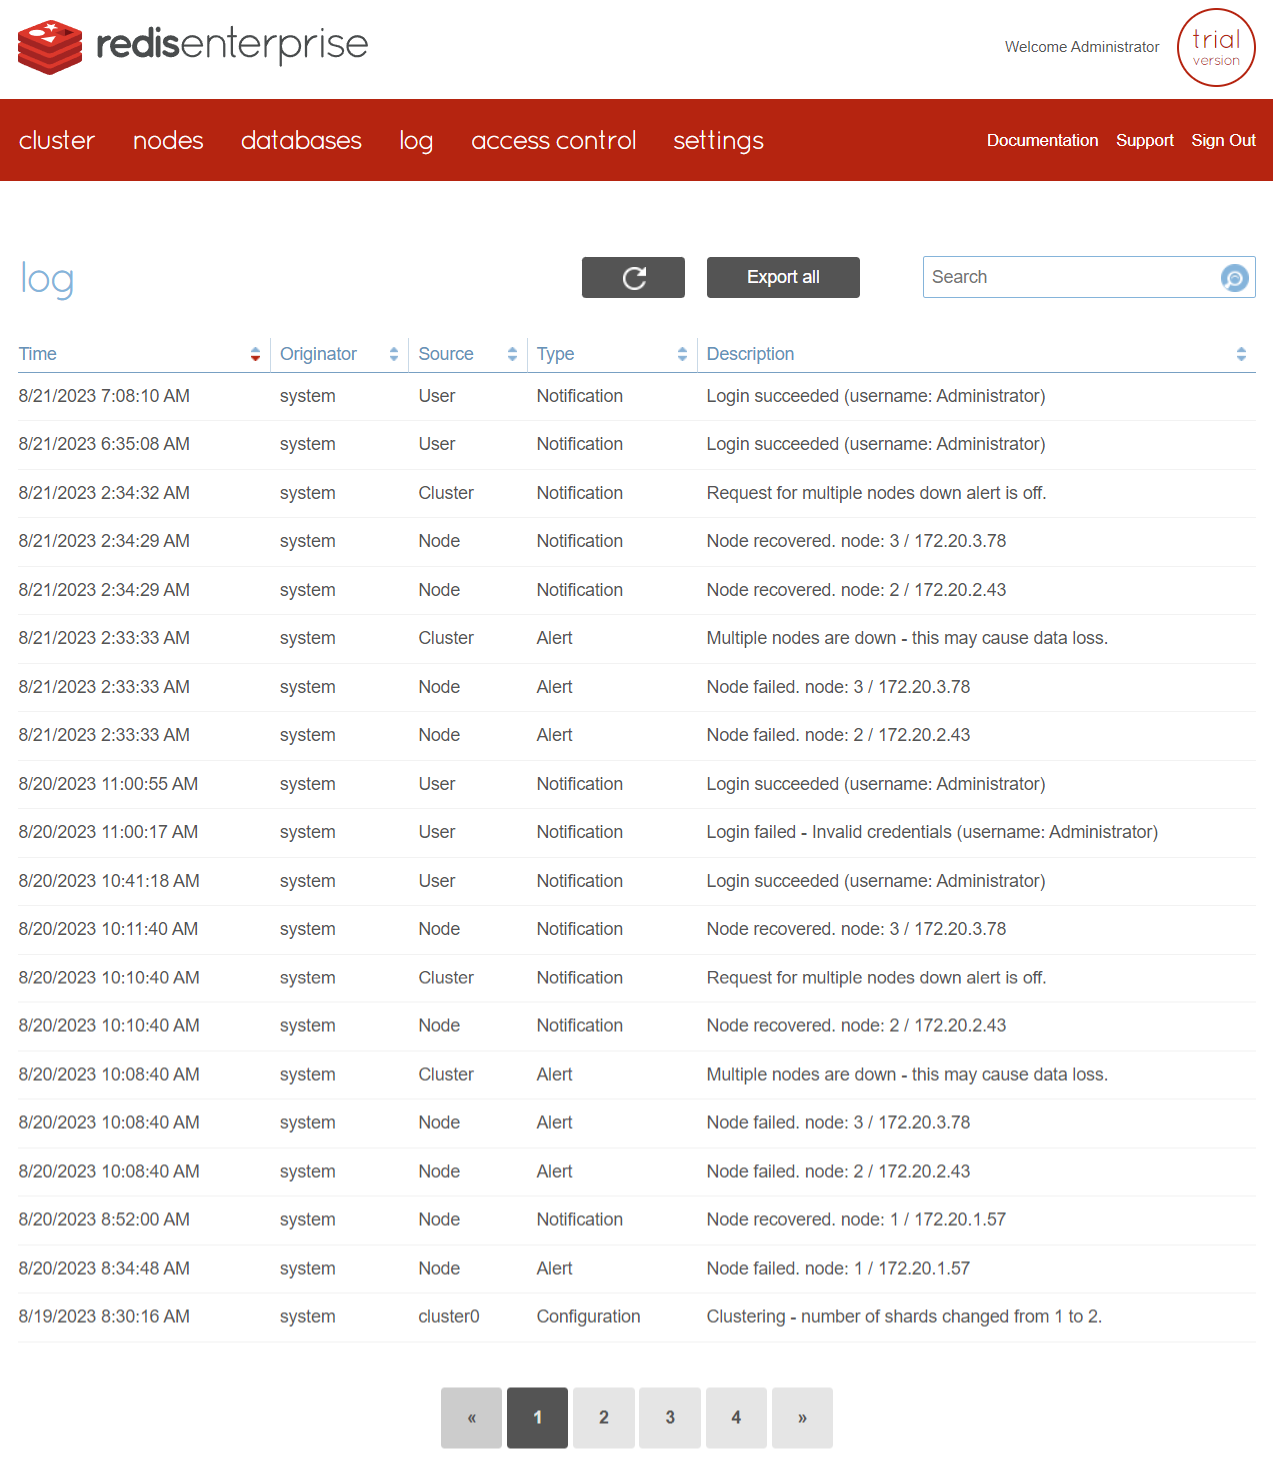 redisenterprise
Welcome Administrator
trial
version
cluster nodes databases log access control settings Documentation Support Sign Out
log Export all Search
Time Originator Source Type Description
8/21/2023 7:08:10 AM system User Notification Login succeeded (username: Administrator)
8/21/2023 6:35:08 AM system User Notification Login succeeded (username: Administrator)
8/21/2023 2:34:32 AM system Cluster Notification Request for multiple nodes down alert is off.
8/21/2023 2:34:29 AM system Node Notification Node recovered. node: 3 / 172.20.3.78
8/21/2023 2:34:29 AM system Node Notification Node recovered. node: 2 / 172.20.2.43
8/21/2023 2:33:33 AM system Cluster Alert Multiple nodes are down - this may cause data loss.
8/21/2023 2:33:33 AM system Node Alert Node failed. node: 3 / 172.20.3.78
8/21/2023 2:33:33 AM system Node Alert Node failed. node: 2 / 172.20.2.43
8/20/2023 11:00:55 AM system User Notification Login succeeded (username: Administrator)
8/20/2023 11:00:17 AM system User Notification Login failed - Invalid credentials (username: Administrator)
8/20/2023 10:41:18 AM system User Notification Login succeeded (username: Administrator)
8/20/2023 10:11:40 AM system Node Notification Node recovered. node: 3 / 172.20.3.78
8/20/2023 10:10:40 AM system Cluster Notification Request for multiple nodes down alert is off.
8/20/2023 10:10:40 AM system Node Notification Node recovered. node: 2 / 172.20.2.43
8/20/2023 10:08:40 AM system Cluster Alert Multiple nodes are down - this may cause data loss.
8/20/2023 10:08:40 AM system Node Alert Node failed. node: 3 / 172.20.3.78
8/20/2023 10:08:40 AM system Node Alert Node failed. node: 2 / 172.20.2.43
8/20/2023 8:52:00 AM system Node Notification Node recovered. node: 1 / 172.20.1.57
8/20/2023 8:34:48 AM system Node Alert Node failed. node: 1 / 172.20.1.57
8/19/2023 8:30:16 AM system cluster0 Configuration Clustering - number of shards changed from 1 to 2.
« 1 2 3 4 »